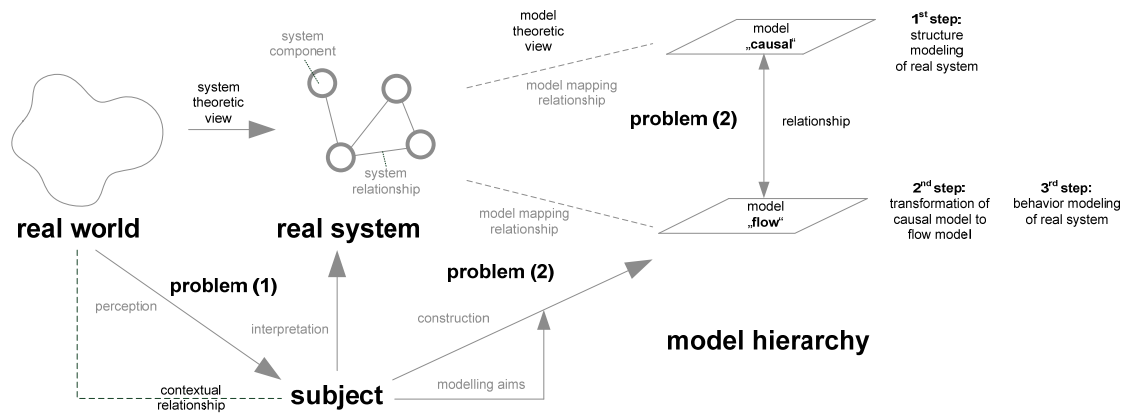 system
component
system
theoretic
view
system
relationship
real world
real system
model
theoretic
view
model mapping
relationship
model
„causal“
1st step:
structure
modeling
of real system
problem (2)
relationship
model mapping
relationship
model
„flow“
2nd step:
transformation of
causal model to
flow model
3rd step:
behavior modeling
of real system
problem (1)
perception
interpretation
problem (2)
construction
modelling aims
model hierarchy
contextual
relationship
subject